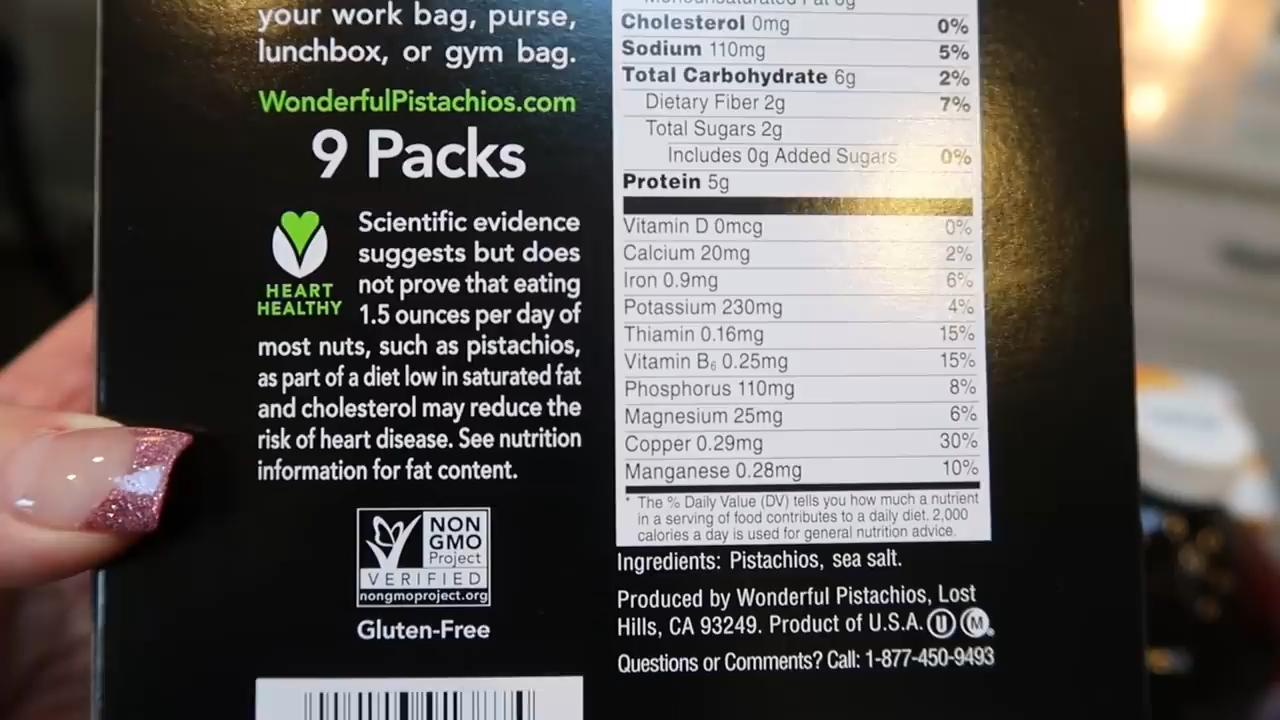 your work bag, purse,
lunchbox, or gym bag.
WonderfulPistachios.com
9 Packs
HEART
HEALTHY
Scientific evidence
suggests but does
not prove that eating
1.5 ounces per day of
most nuts, such as pistachios,
as part of a diet low in saturated fat
and cholesterol may reduce the
risk of heart disease. See nutrition
information for fat content.
NON
GMO
Project
VERIFIED
nongmoproject.org
Gluten-Free
Cholesterol 0mg 0%
Sodium 110mg 5%
Total Carbohydrate 6g 2%
Dietary Fiber 2g 7%
Total Sugars 2g
Includes 0g Added Sugars 0%
Protein 5g
Vitamin D 0mcg 0%
Calcium 20mg 2%
Iron 0.9mg 6%
Potassium 230mg 4%
Thiamin 0.16mg 15%
Vitamin B₆ 0.25mg 15%
Phosphorus 110mg 8%
Magnesium 25mg 6%
Copper 0.29mg 30%
Manganese 0.28mg 10%
* The % Daily Value (DV) tells you how much a nutrient
in a serving of food contributes to a daily diet. 2,000
calories a day is used for general nutrition advice.
Ingredients: Pistachios, sea salt.
Produced by Wonderful Pistachios, Lost
Hills, CA 93249. Product of U.S.A. U M
Questions or Comments? Call: 1-877-450-9493